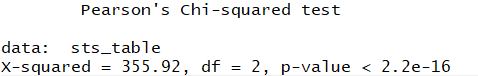 Pearson's Chi-squared test
data:  sts_table
X-squared = 355.92, df = 2, p-value < 2.2e-16